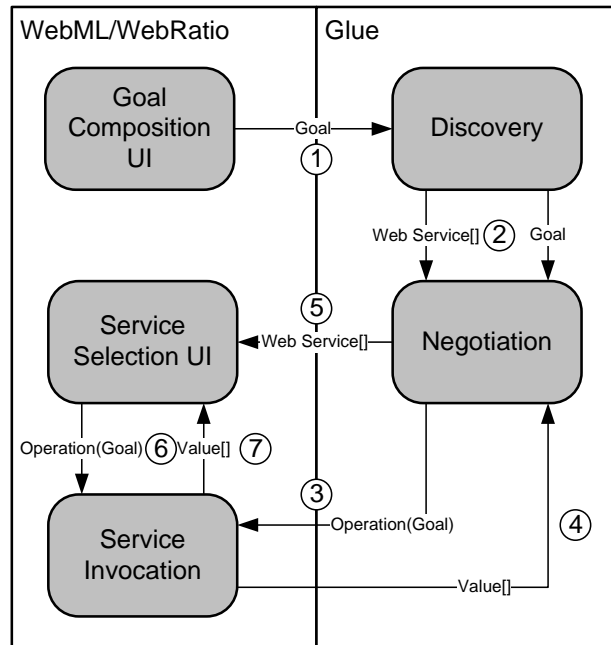 WebML/WebRatio
Glue
Goal
Composition
UI
Goal
1
Discovery
Web Service[]
2
Goal
5
Service
Selection UI
Web Service[]
Negotiation
Operation(Goal)
6
Value[]
7
3
Operation(Goal)
4
Service
Invocation
Value[]